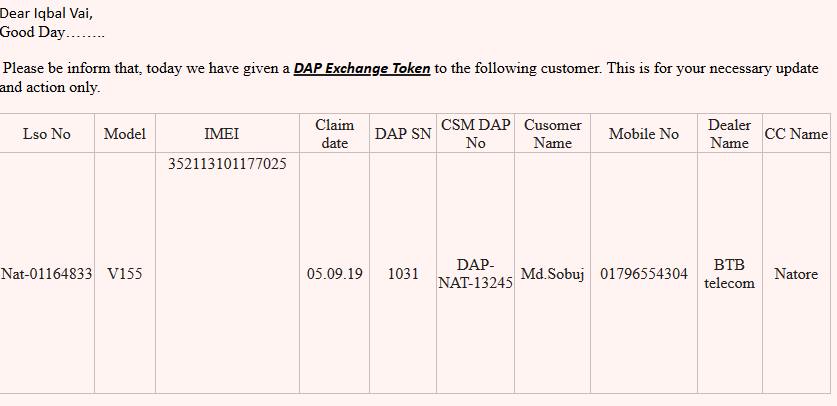 Dear Iqbal Vai,
Good Day........
Please be inform that, today we have given a DAP Exchange Token to the following customer. This is for your necessary update
and action only.
Lso No Model IMEI Claim date DAP SN CSM DAP No Cusomer Name Mobile No Dealer Name CC Name
Nat-01164833 V155 352113101177025 05.09.19 1031 DAP-NAT-13245 Md.Sobuj 01796554304 BTB telecom Natore